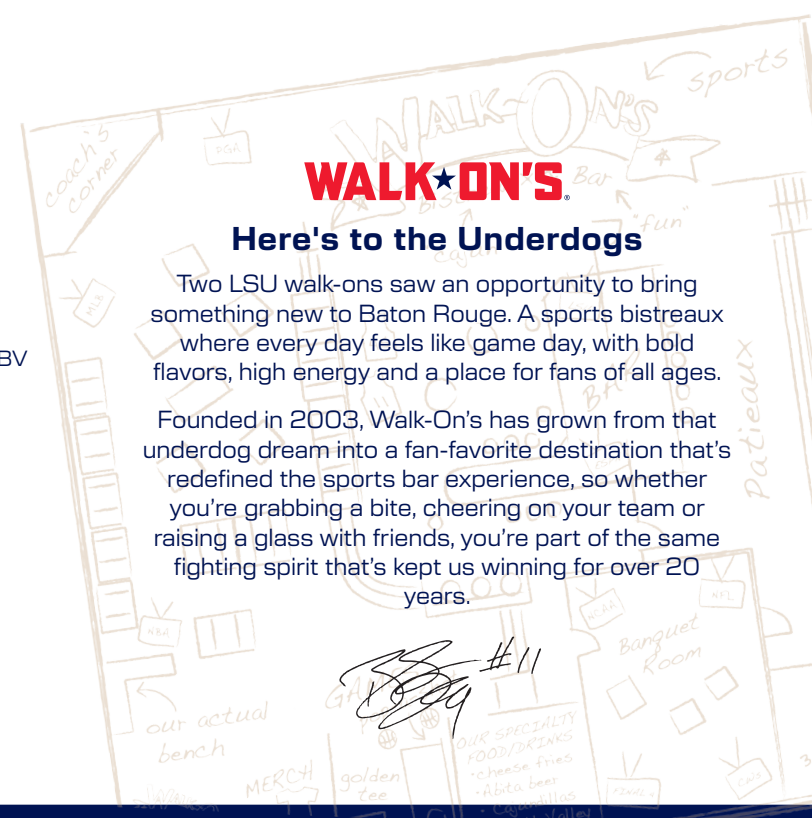 WALK-ON'S
sports
coach's
corner
PGA
WALK★ON'S®
Bar
Here's to the Underdogs
"fun"
Two LSU walk-ons saw an opportunity to bring
something new to Baton Rouge. A sports bistreaux
where every day feels like game day, with bold
BV
flavors, high energy and a place for fans of all ages.
MLB
BAR
Patieaux
Founded in 2003, Walk-On’s has grown from that
underdog dream into a fan-favorite destination that’s
redefined the sports bar experience, so whether
you’re grabbing a bite, cheering on your team or
raising a glass with friends, you’re part of the same
fighting spirit that’s kept us winning for over 20
years.
NFL
NCAA
NBA
Banquet
Room
#11
our actual
bench
OUR SPECIALTY
FOOD/DRINKS
·cheese fries
·Abita beer
MERCH
golden
tee